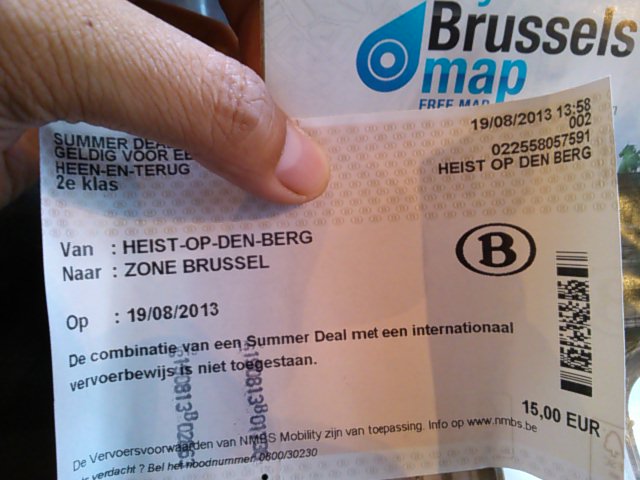 Brussels
map
FREE MAP
19/08/2013 13:58
002
022558057591
HEIST OP DEN BERG
SUMMER DEAL
GELDIG VOOR
HEEN-EN-TERUG
2e klas
B
Van : HEIST-OP-DEN-BERG
Naar : ZONE BRUSSEL
Op : 19/08/2013
De combinatie van een Summer Deal met een internationaal
vervoerbewijs is niet toegestaan.
15,00 EUR
De Vervoersvoorwaarden van NMBS Mobility zijn van toepassing. Info op www.nmbs.be
verdacht ? Bel het noodnummer 0800/30230